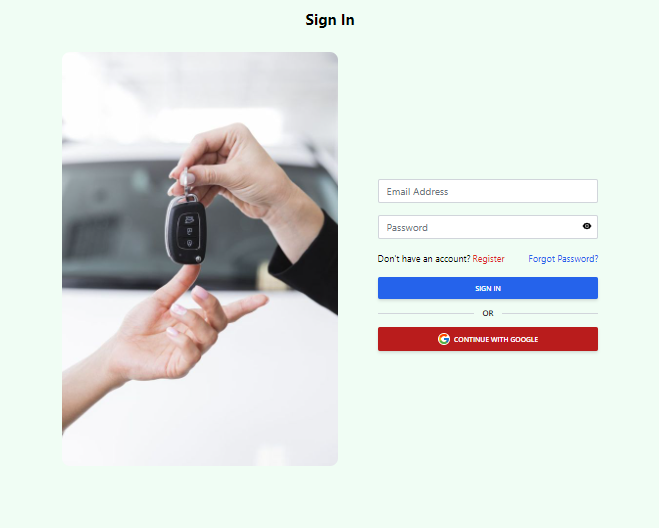 Sign In
Email Address
Password
Don't have an account? Register
Forgot Password?
SIGN IN
OR
CONTINUE WITH GOOGLE